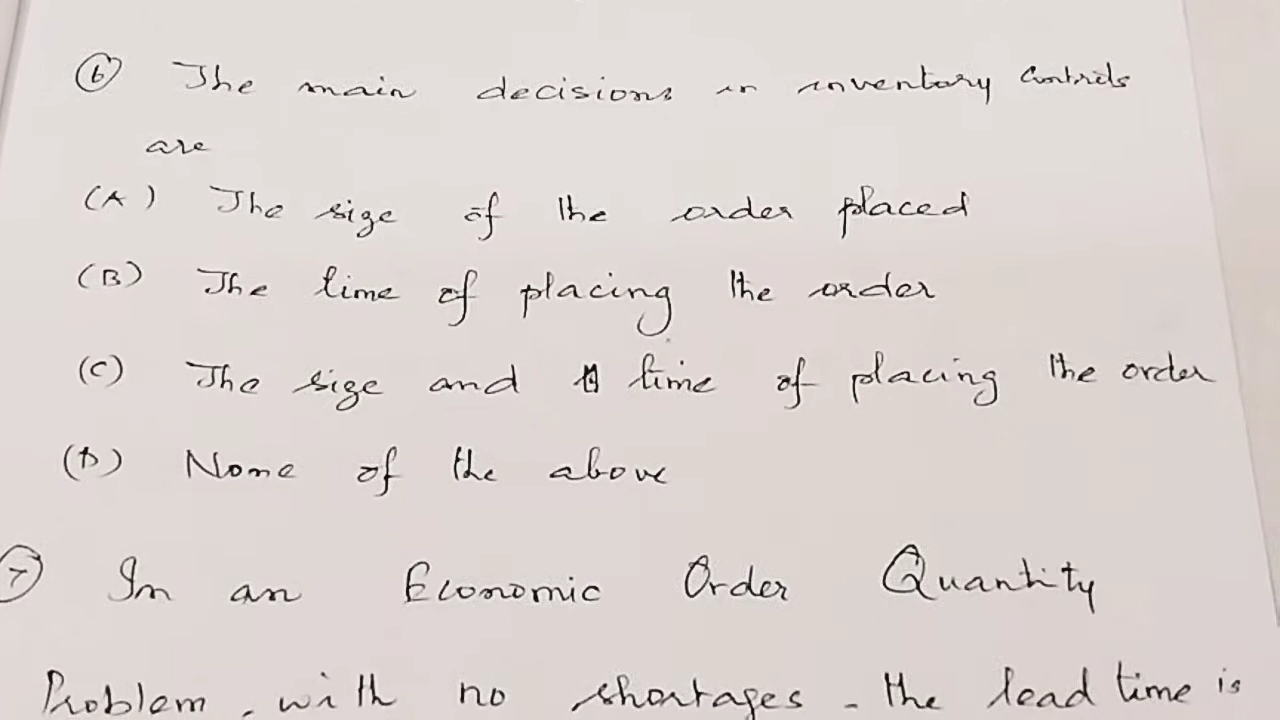 ⑥ The main decisions in inventory controls
are
(A) The size of the order placed
(B) The time of placing the order
(C) The size and time of placing the order
(D) None of the above
⑦ In an Economic Order Quantity
Problem, with no shortages - the lead time is